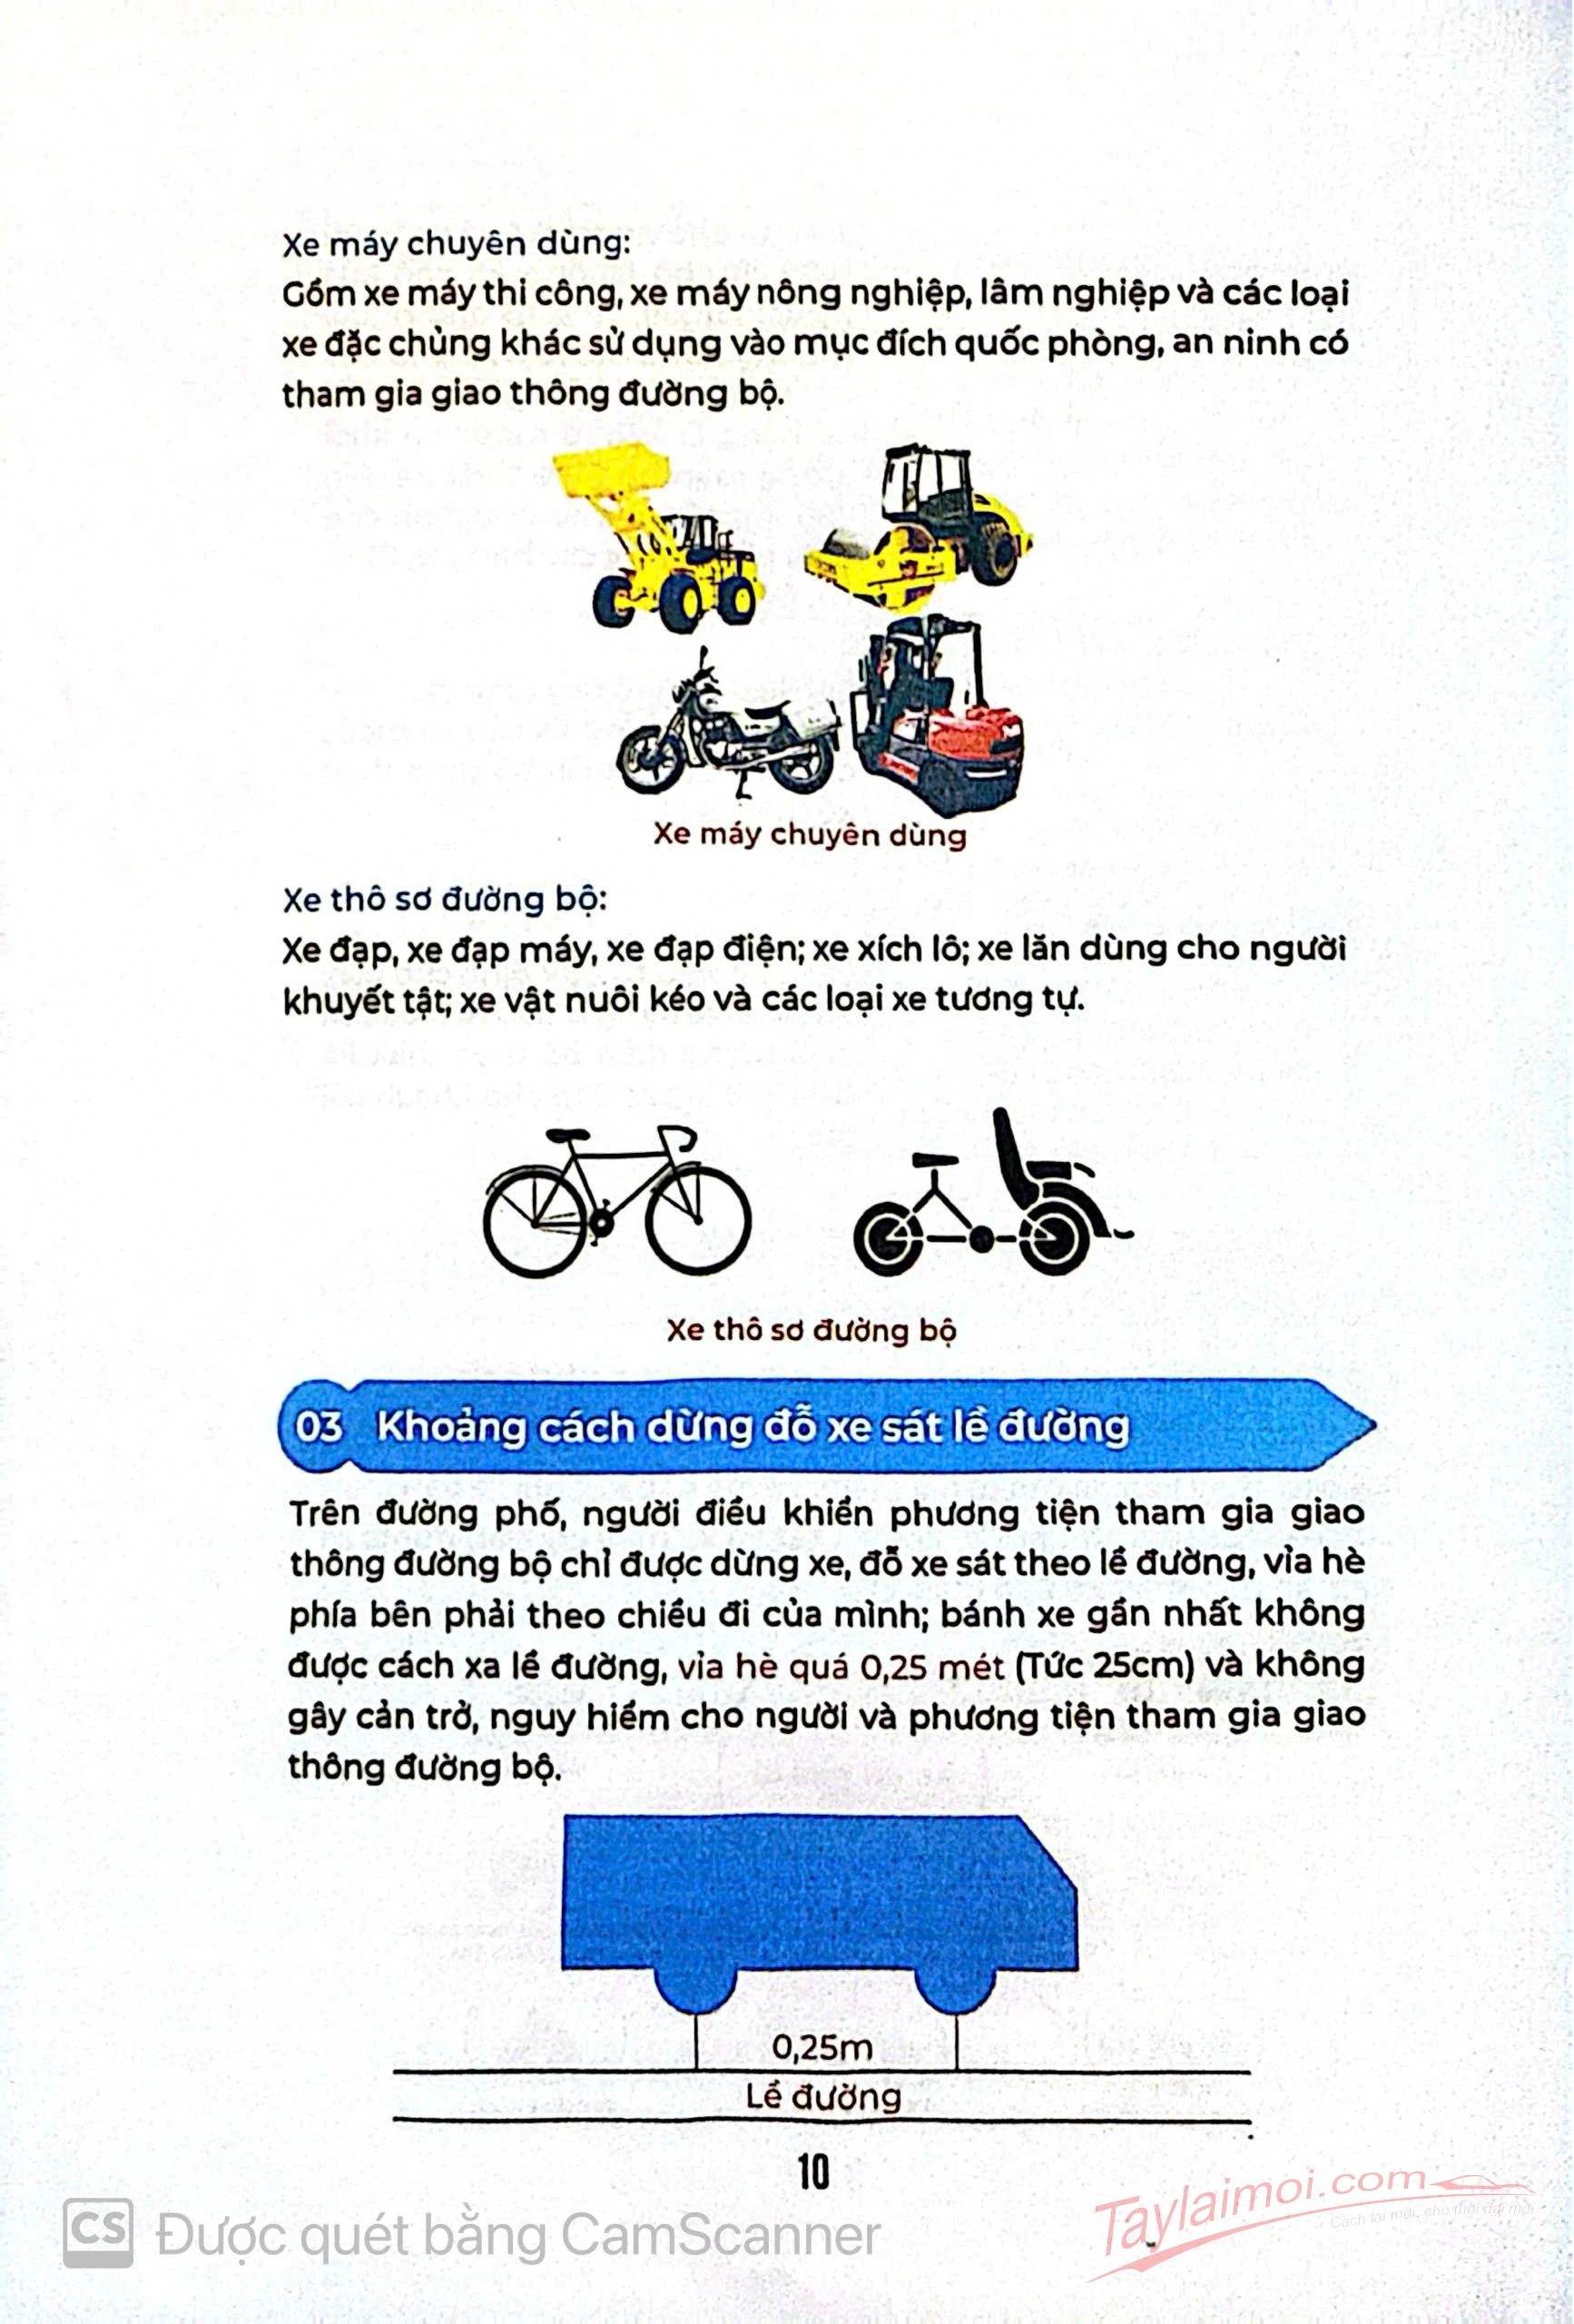 Xe máy chuyên dùng:
Gồm xe máy thi công, xe máy nông nghiệp, lâm nghiệp và các loại
xe đặc chủng khác sử dụng vào mục đích quốc phòng, an ninh có
tham gia giao thông đường bộ.
Xe máy chuyên dùng
Xe thô sơ đường bộ:
Xe đạp, xe đạp máy, xe đạp điện; xe xích lô; xe lăn dùng cho người
khuyết tật; xe vật nuôi kéo và các loại xe tương tự.
Xe thô sơ đường bộ
03 Khoảng cách dừng đỗ xe sát lề đường
Trên đường phố, người điều khiển phương tiện tham gia giao
thông đường bộ chỉ được dừng xe, đỗ xe sát theo lề đường, vỉa hè
phía bên phải theo chiều đi của mình; bánh xe gần nhất không
được cách xa lề đường, vỉa hè quá 0,25 mét (Tức 25cm) và không
gây cản trở, nguy hiểm cho người và phương tiện tham gia giao
thông đường bộ.
0,25m
Lề đường
10
CS Được quét bằng CamScanner
Taylaimoi.com
Cách lái mới, cho thời đại mới